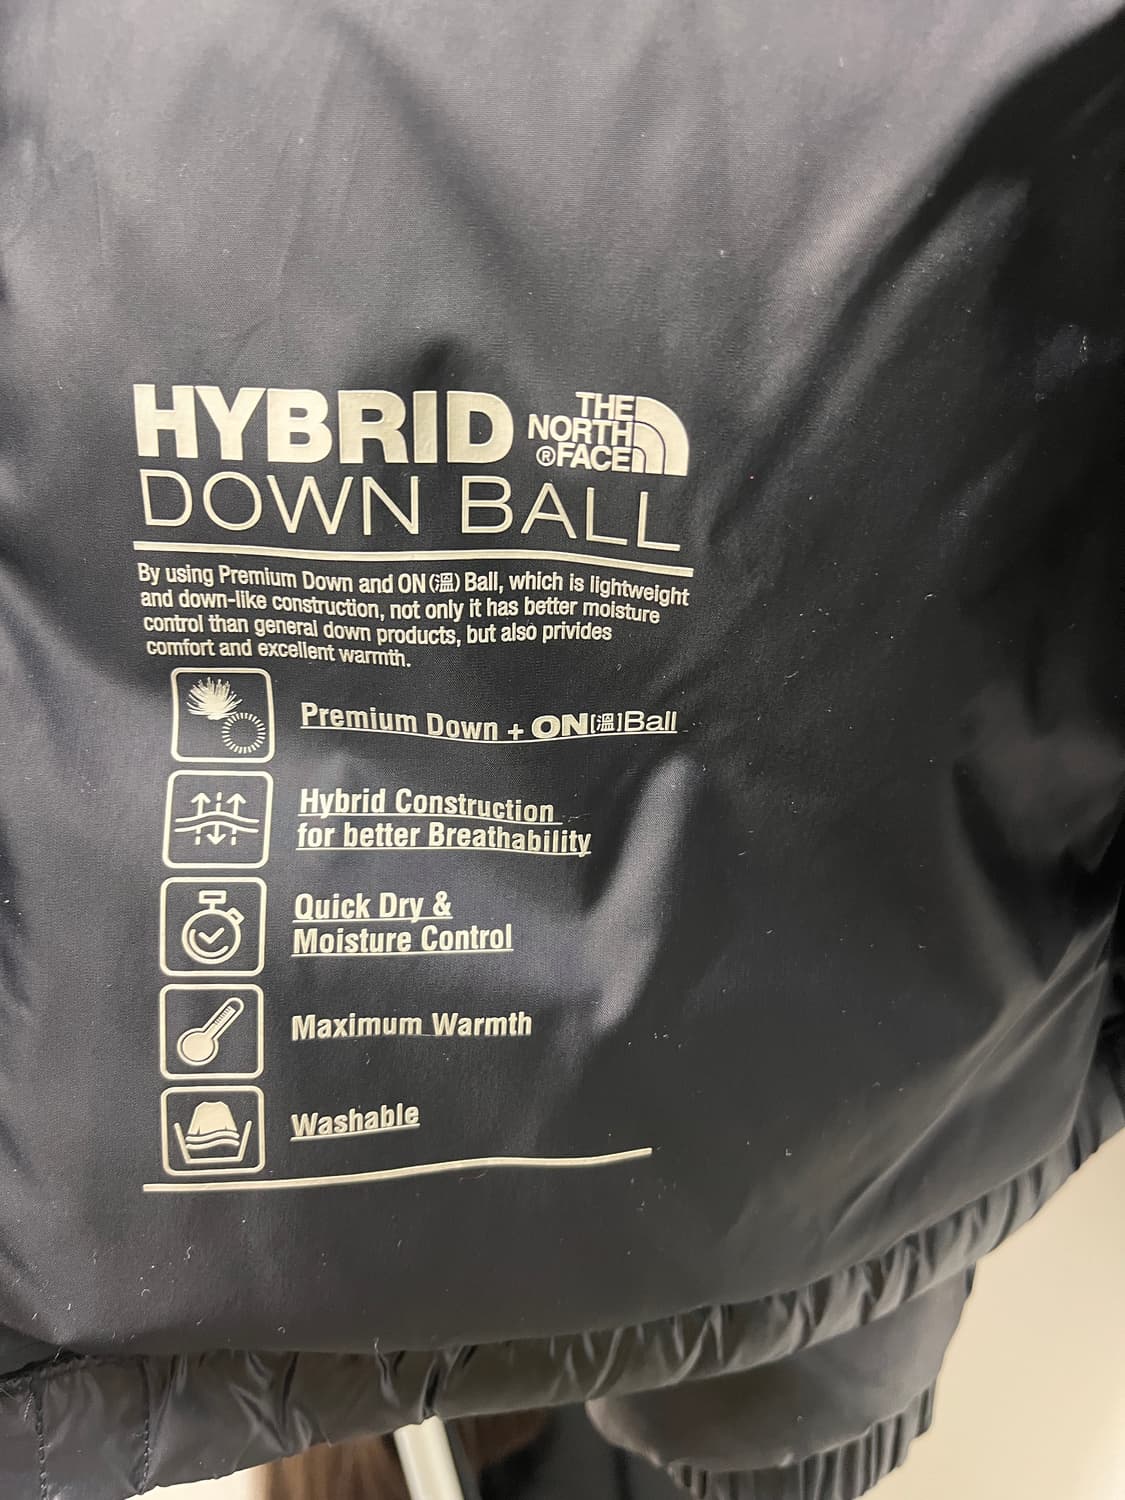 HYBRID
THE
NORTH
®FACE
DOWN BALL
By using Premium Down and ON(溫) Ball, which is lightweight
and down-like construction, not only it has better moisture
control than general down products, but also privides
comfort and excellent warmth.
Premium Down + ON[溫]Ball
Hybrid Construction
for better Breathability
Quick Dry &
Moisture Control
Maximum Warmth
Washable